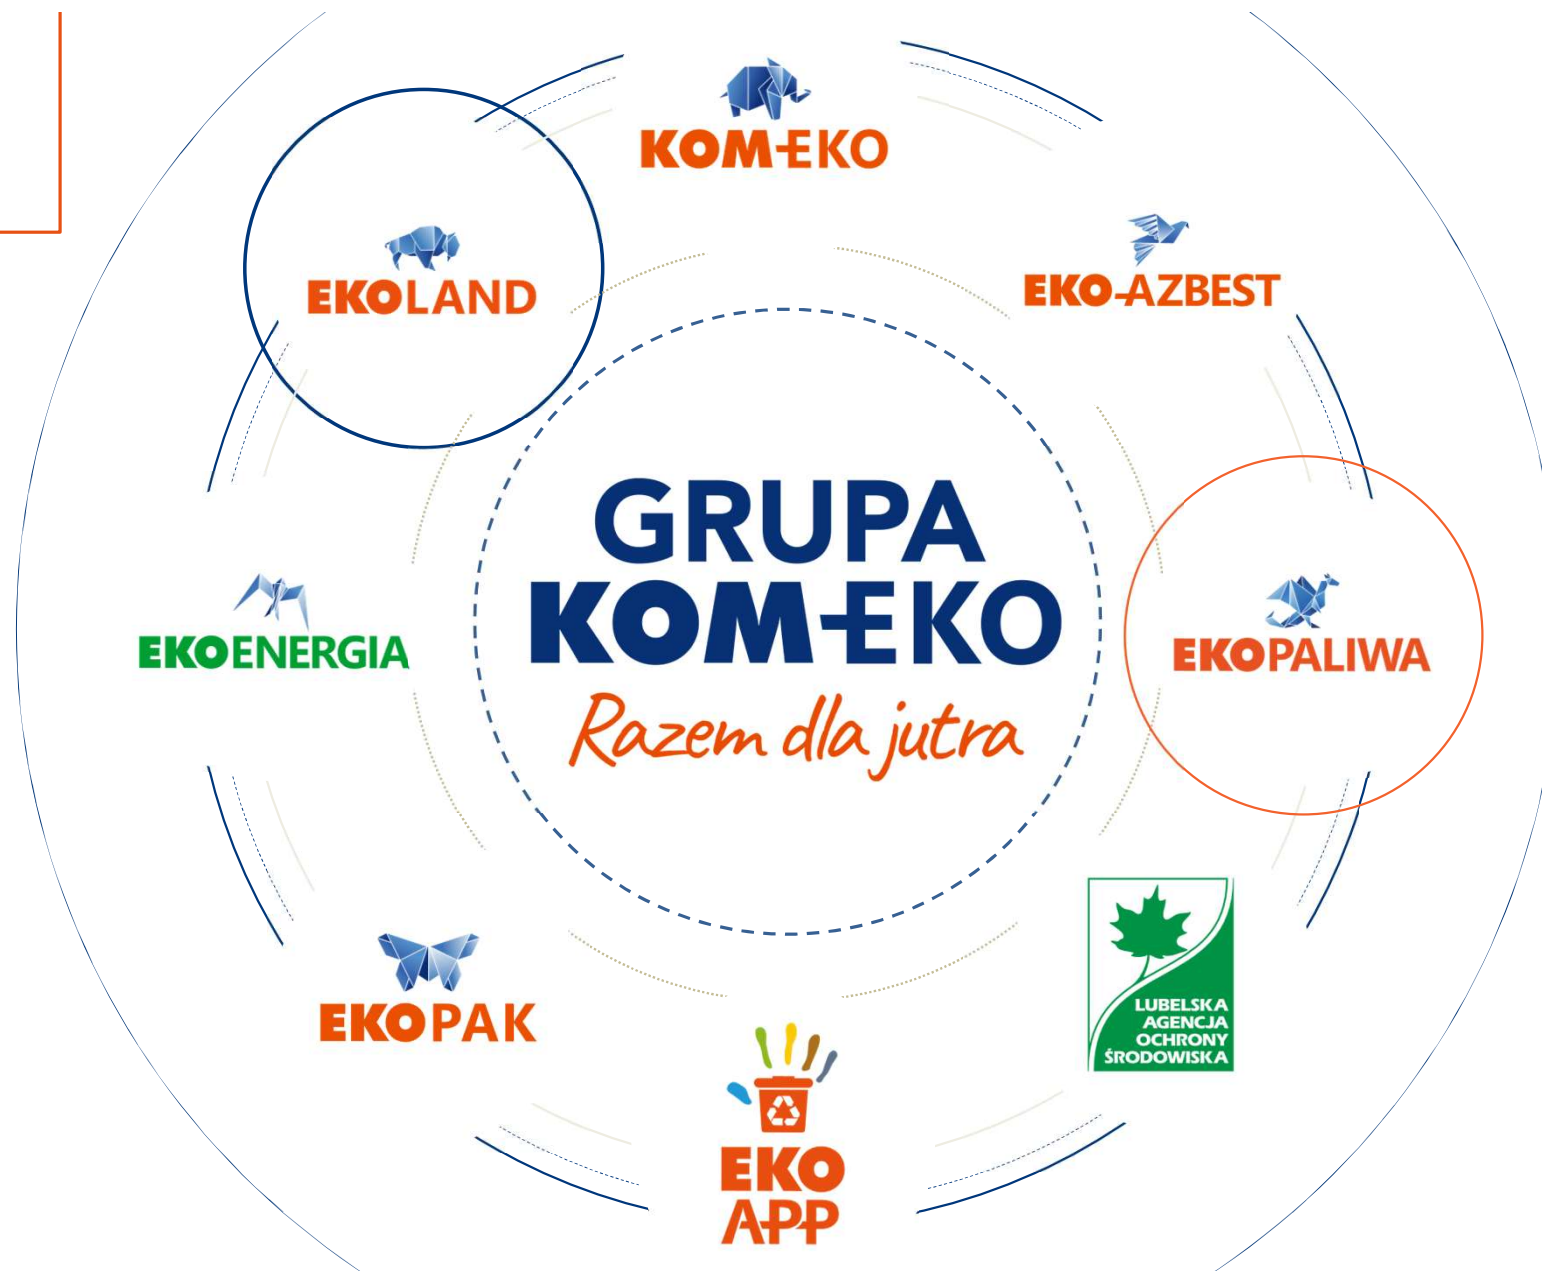 KOM-EKO
EKOLAND
EKO-AZBEST
GRUPA
KOM-EKO
Razem dla jutra
EKOENERGIA
EKOPALIWA
EKOPAK
LUBELSKA
AGENCJA
OCHRONY
ŚRODOWISKA
EKO
APP